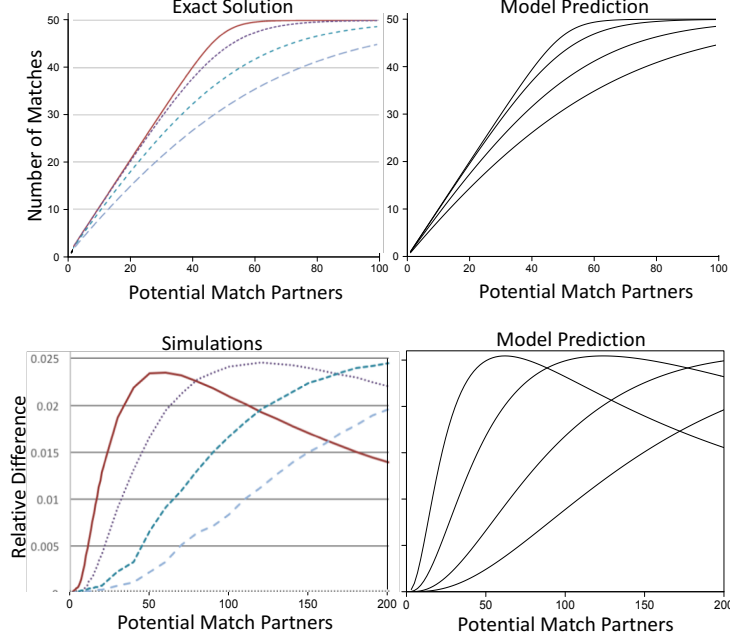 Exact Solution
Model Prediction
Number of Matches
50
40
30
20
10
0
0 20 40 60 80 100
Potential Match Partners
50
40
30
20
10
0
0 20 40 60 80 100
Potential Match Partners
Simulations
Model Prediction
Relative Difference
0.025
0.02
0.015
0.01
0.005
0 50 100 150 200
Potential Match Partners
50 100 150 200
Potential Match Partners